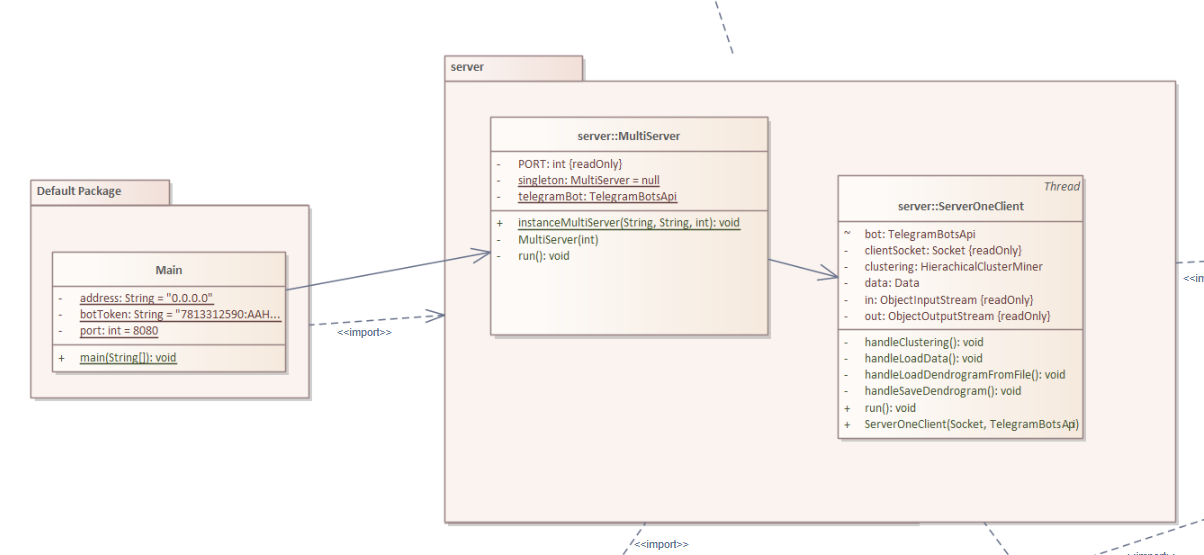 server
server::MultiServer
- PORT: int {readOnly}
- singleton: MultiServer = null
- telegramBot: TelegramBotsApi
+ instanceMultiServer(String, String, int): void
- MultiServer(int)
- run(): void
Default Package
Main
- address: String = "0.0.0.0"
- botToken: String = "7813312590:AAH...
- port: int = 8080
+ main(String[]): void
<<import>>
Thread
server::ServerOneClient
~ bot: TelegramBotsApi
- clientSocket: Socket {readOnly}
- clustering: HierachicalClusterMiner
- data: Data
- in: ObjectInputStream {readOnly}
- out: ObjectOutputStream {readOnly}
- handleClustering(): void
- handleLoadData(): void
- handleLoadDendrogramFromFile(): void
- handleSaveDendrogram(): void
+ run(): void
+ ServerOneClient(Socket, TelegramBotsApi)
<<im
<<import>>